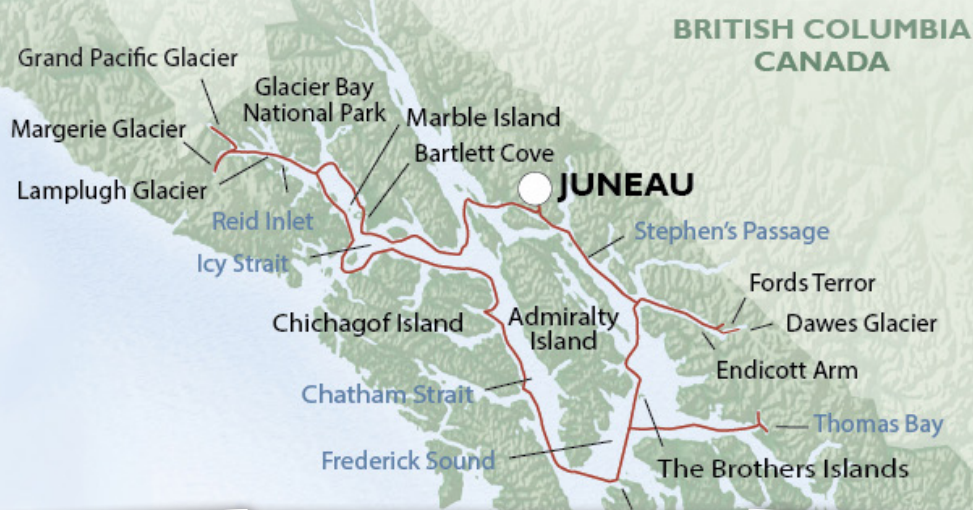 BRITISH COLUMBIA
CANADA
Grand Pacific Glacier
Glacier Bay
National Park
Marble Island
Margerie Glacier
Bartlett Cove
Lamplugh Glacier
JUNEAU
Reid Inlet
Stephen's Passage
Icy Strait
Fords Terror
Chichagof Island
Admiralty
Island
Dawes Glacier
Endicott Arm
Chatham Strait
Thomas Bay
Frederick Sound
The Brothers Islands